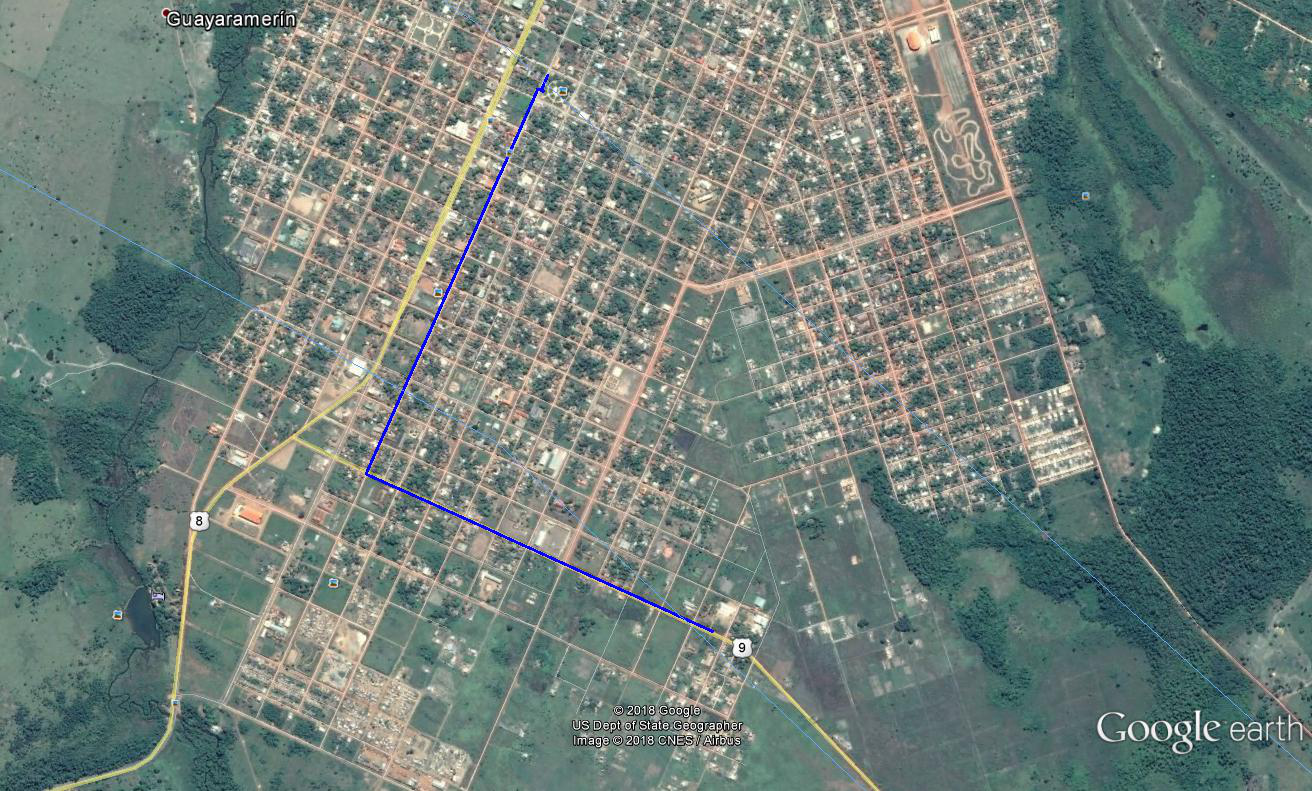 Guayaramerín
8
9
© 2018 Google
US Dept of State Geographer
Image © 2018 CNES / Airbus
Google earth